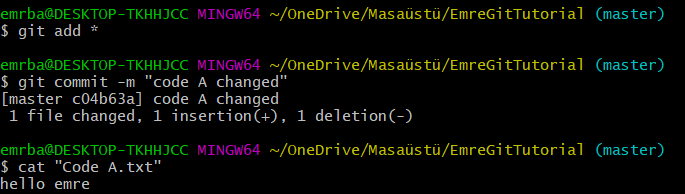 emrba@DESKTOP-TKHHJCC MINGW64 ~/OneDrive/Masaüstü/EmreGitTutorial (master)
$ git add *
emrba@DESKTOP-TKHHJCC MINGW64 ~/OneDrive/Masaüstü/EmreGitTutorial (master)
$ git commit -m "code A changed"
[master c04b63a] code A changed
 1 file changed, 1 insertion(+), 1 deletion(-)
emrba@DESKTOP-TKHHJCC MINGW64 ~/OneDrive/Masaüstü/EmreGitTutorial (master)
$ cat "Code A.txt"
hello emre